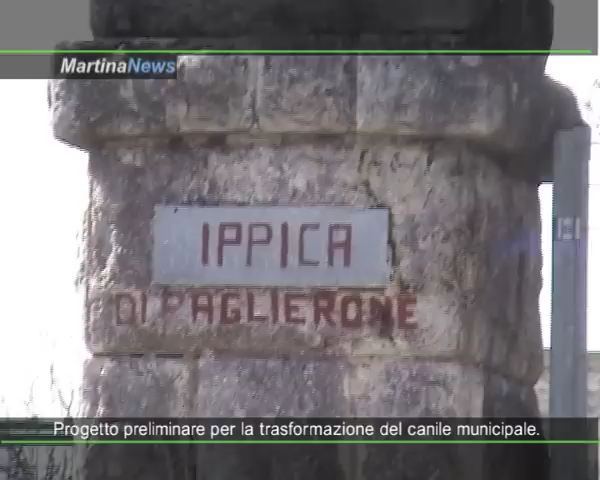 MartinaNews
IPPICA
DI PAGLIERONE
Progetto preliminare per la trasformazione del canile municipale.